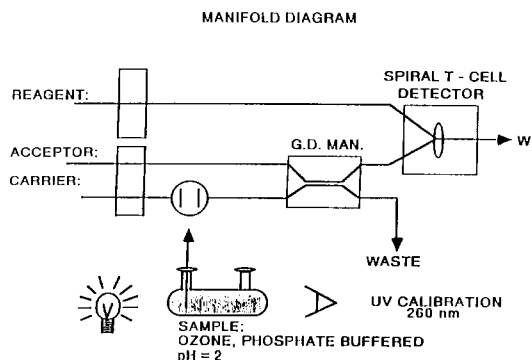 MANIFOLD DIAGRAM
SPIRAL T - CELL
DETECTOR
REAGENT:
W
G.D. MAN.
ACCEPTOR:
CARRIER:
WASTE
UV CALIBRATION
260 nm
SAMPLE;
OZONE, PHOSPHATE BUFFERED
pH = 2